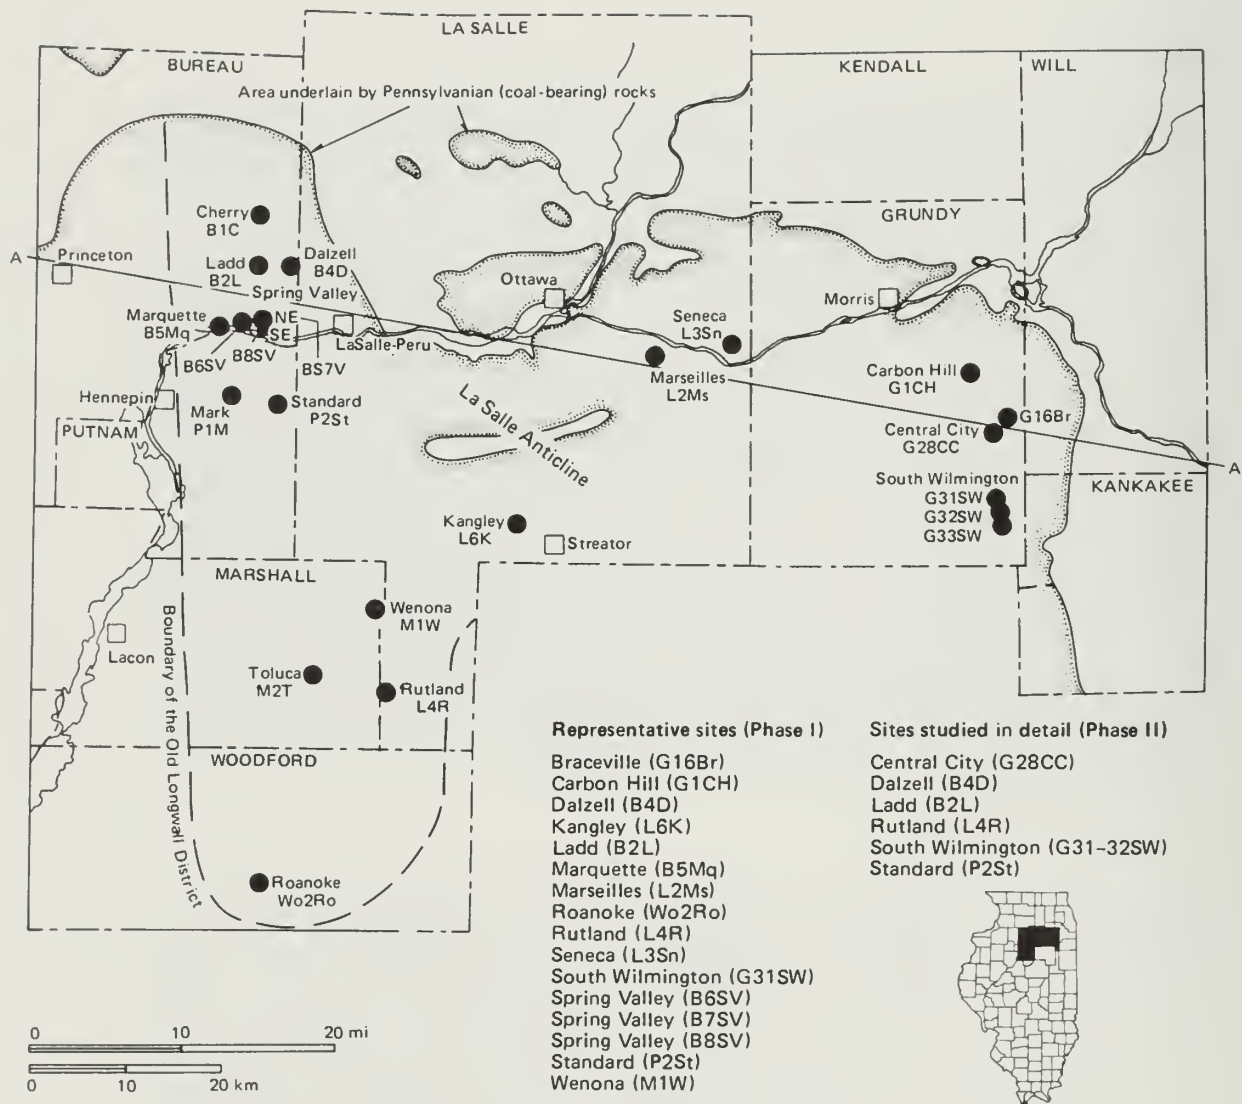 LA SALLE
BUREAU
KENDALL
WILL
Area underlain by Pennsylvanian (coal-bearing) rocks
GRUNDY
Cherry
B1C
A
Princeton
Ladd
B2L
Dalzell
B4D
Spring Valley
Ottawa
Morris
Marquette
B5Mq
NE
SE
B6SV
B8SV
BS7V
LaSalle-Peru
Seneca
L3Sn
Marseilles
L2Ms
Carbon Hill
G1CH
Hennepin
PUTNAM
Mark
P1M
Standard
P2St
La Salle Anticline
G16Br
Central City
G28CC
A
South Wilmington
G31SW
G32SW
G33SW
KANKAKEE
Kangley
L6K
Streator
MARSHALL
Boundary of the Old Longwall District
Wenona
M1W
Lacon
Toluca
M2T
Rutland
L4R
WOODFORD
Roanoke
Wo2Ro
Representative sites (Phase I)
Braceville (G16Br)
Carbon Hill (G1CH)
Dalzell (B4D)
Kangley (L6K)
Ladd (B2L)
Marquette (B5Mq)
Marseilles (L2Ms)
Roanoke (Wo2Ro)
Rutland (L4R)
Seneca (L3Sn)
South Wilmington (G31SW)
Spring Valley (B6SV)
Spring Valley (B7SV)
Spring Valley (B8SV)
Standard (P2St)
Wenona (M1W)
Sites studied in detail (Phase II)
Central City (G28CC)
Dalzell (B4D)
Ladd (B2L)
Rutland (L4R)
South Wilmington (G31-32SW)
Standard (P2St)
0 10 20 mi
0 10 20 km